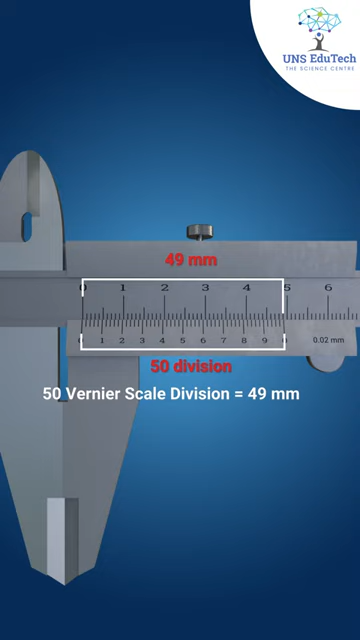 UNS EduTech
THE SCIENCE CENTRE
49 mm
0 1 2 3 4 5 6
0 1 2 3 4 5 6 7 8 9 0
0.02 mm
50 division
50 Vernier Scale Division = 49 mm